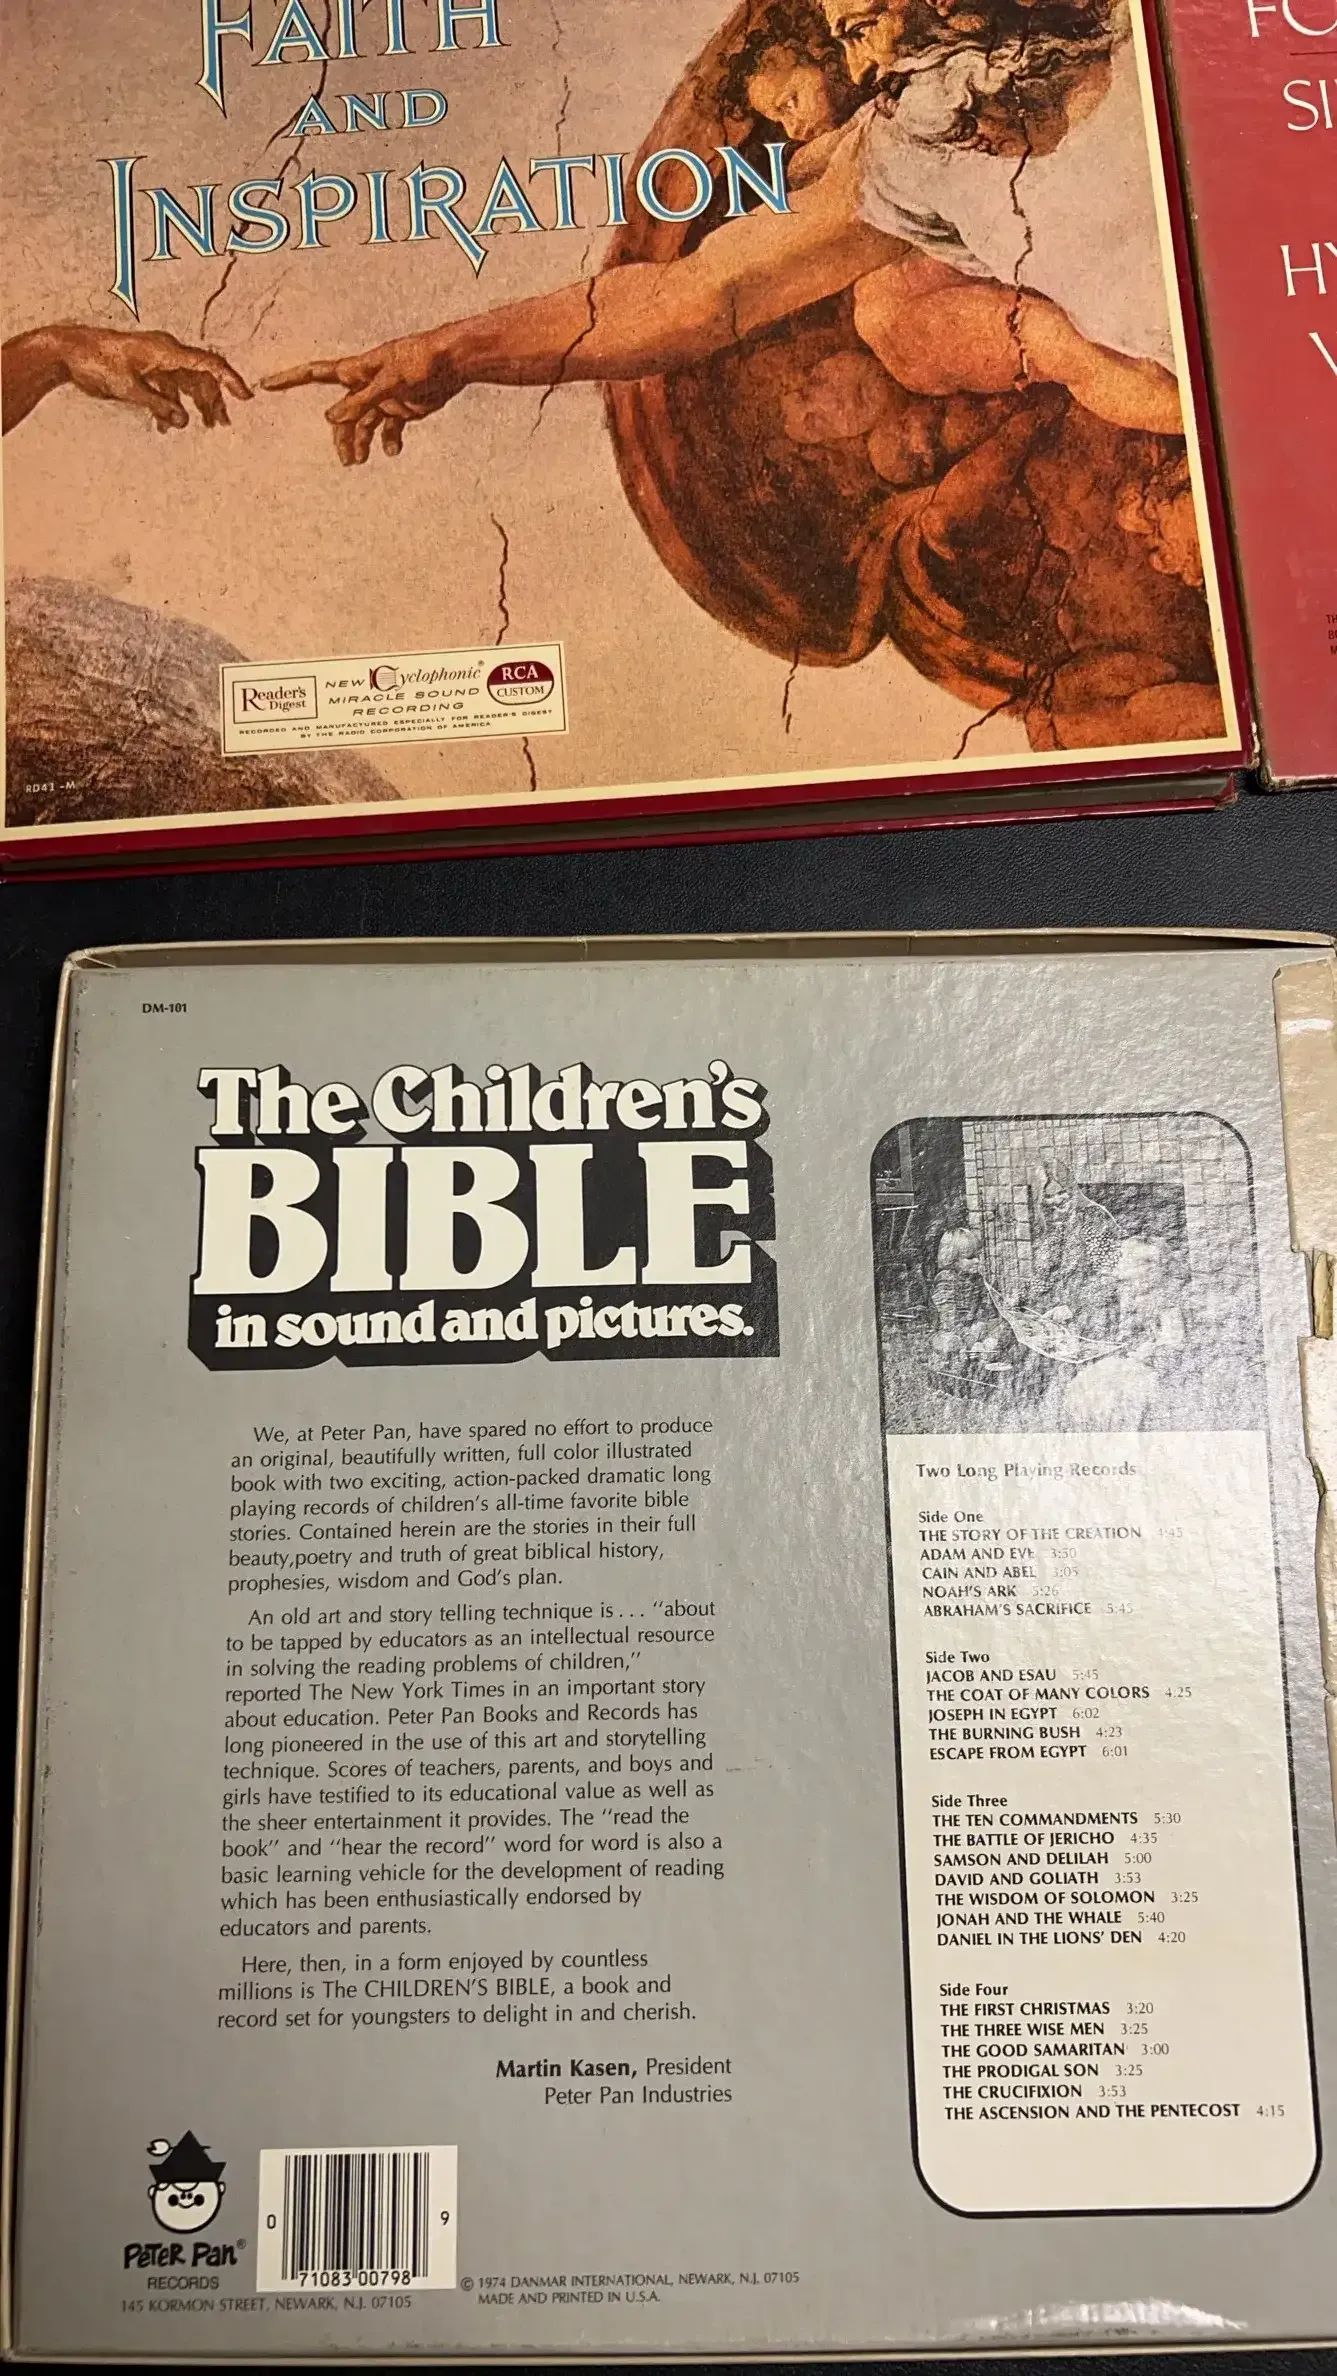 FAITH
AND
INSPIRATION
Reader's
Digest
NEW Cyclophonic®
MIRACLE SOUND
RECORDING
RCA
CUSTOM
RECORDED AND MANUFACTURED ESPECIALLY FOR READER'S DIGEST
BY THE RADIO CORPORATION OF AMERICA
RD41-M
SI
DM-101
The Children's
BIBLE
in sound and pictures.
We, at Peter Pan, have spared no effort to produce
an original, beautifully written, full color illustrated
book with two exciting, action-packed dramatic long
playing records of children's all-time favorite bible
stories. Contained herein are the stories in their full
beauty,poetry and truth of great biblical history,
prophesies, wisdom and God's plan.
An old art and story telling technique is . . . "about
to be tapped by educators as an intellectual resource
in solving the reading problems of children,"
reported The New York Times in an important story
about education. Peter Pan Books and Records has
long pioneered in the use of this art and storytelling
technique. Scores of teachers, parents, and boys and
girls have testified to its educational value as well as
the sheer entertainment it provides. The "read the
book" and "hear the record" word for word is also a
basic learning vehicle for the development of reading
which has been enthusiastically endorsed by
educators and parents.
Here, then, in a form enjoyed by countless
millions is The CHILDREN'S BIBLE, a book and
record set for youngsters to delight in and cherish.
Martin Kasen, President
Peter Pan Industries
Two Long Playing Records
Side One
THE STORY OF THE CREATION 4:45
ADAM AND EVE 3:50
CAIN AND ABEL 3:05
NOAH'S ARK 5:26
ABRAHAM'S SACRIFICE 5:45
Side Two
JACOB AND ESAU 5:45
THE COAT OF MANY COLORS 4:25
JOSEPH IN EGYPT 6:02
THE BURNING BUSH 4:23
ESCAPE FROM EGYPT 6:01
Side Three
THE TEN COMMANDMENTS 5:30
THE BATTLE OF JERICHO 4:35
SAMSON AND DELILAH 5:00
DAVID AND GOLIATH 3:53
THE WISDOM OF SOLOMON 3:25
JONAH AND THE WHALE 5:40
DANIEL IN THE LIONS' DEN 4:20
Side Four
THE FIRST CHRISTMAS 3:20
THE THREE WISE MEN 3:25
THE GOOD SAMARITAN 3:00
THE PRODIGAL SON 3:25
THE CRUCIFIXION 3:53
THE ASCENSION AND THE PENTECOST 4:15
PETER PAN®
RECORDS
145 KORMON STREET, NEWARK, N.J. 07105
0 71083 00798 9
© 1974 DANMAR INTERNATIONAL, NEWARK, N.J. 07105
MADE AND PRINTED IN U.S.A.